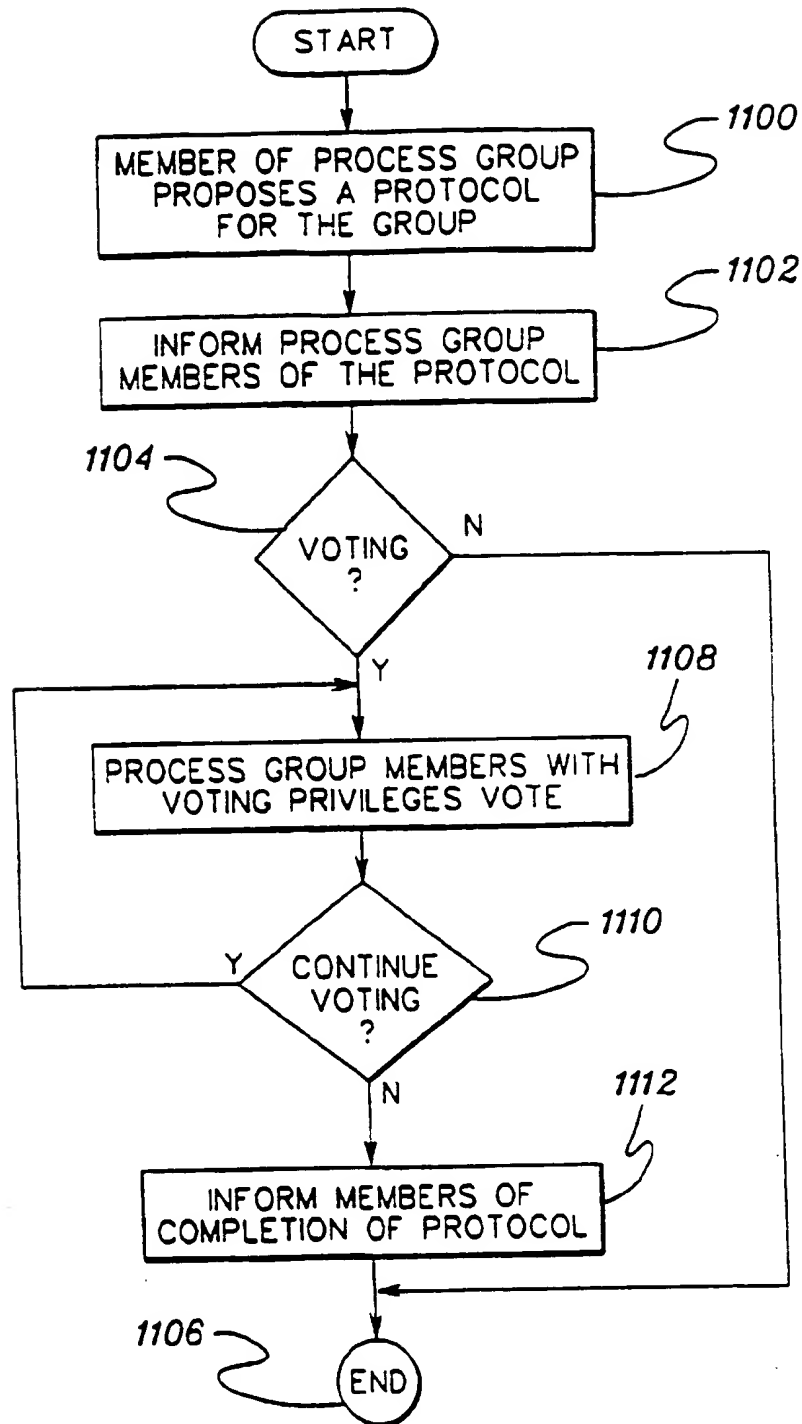 START
1100
MEMBER OF PROCESS GROUP
PROPOSES A PROTOCOL
FOR THE GROUP
1102
INFORM PROCESS GROUP
MEMBERS OF THE PROTOCOL
1104
VOTING
?
N
Y
1108
PROCESS GROUP MEMBERS WITH
VOTING PRIVILEGES VOTE
1110
Y
CONTINUE
VOTING
?
N
1112
INFORM MEMBERS OF
COMPLETION OF PROTOCOL
1106
END